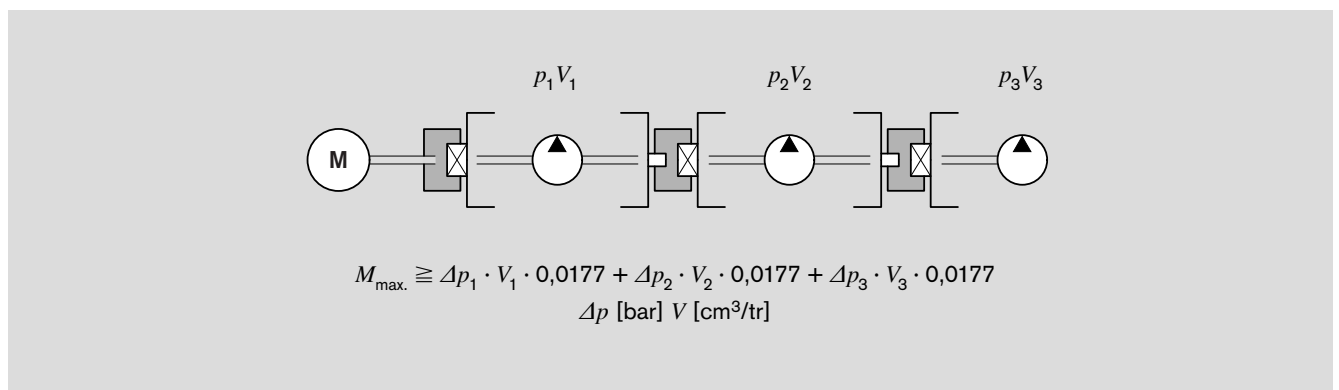 p₁V₁ p₂V₂ p₃V₃
M
M_max. ≧ Δp₁ · V₁ · 0,0177 + Δp₂ · V₂ · 0,0177 + Δp₃ · V₃ · 0,0177
Δp [bar] V [cm³/tr]